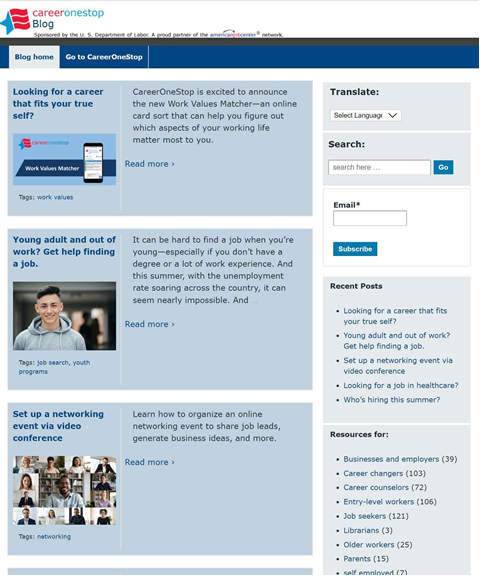 careeronestop
Blog
Sponsored by the U. S. Department of Labor. A proud partner of the americanjobcenter® network.
Blog home
Go to CareerOneStop
Looking for a career
that fits your true
self?
careeronestop
Work Values Matcher
Tags: work values
CareerOneStop is excited to announce
the new Work Values Matcher—an online
card sort that can help you figure out
which aspects of your working life
matter most to you.
Read more ›
Young adult and out of
work? Get help finding
a job.
Tags: job search, youth
programs
It can be hard to find a job when you're
young—especially if you don't have a
degree or a lot of work experience. And
this summer, with the unemployment
rate soaring across the country, it can
seem nearly impossible. And …
Read more ›
Set up a networking
event via video
conference
Tags: networking
Learn how to organize an online
networking event to share job leads,
generate business ideas, and more.
Read more ›
Translate:
Select Language
Search:
search here …
Go
Email*
Subscribe
Recent Posts
Looking for a career that fits
your true self?
Young adult and out of work?
Get help finding a job.
Set up a networking event via
video conference
Looking for a job in healthcare?
Who's hiring this summer?
Resources for:
Businesses and employers (39)
Career changers (103)
Career counselors (72)
Entry-level workers (106)
Job seekers (121)
Librarians (3)
Older workers (25)
Parents (15)
self employed (7)